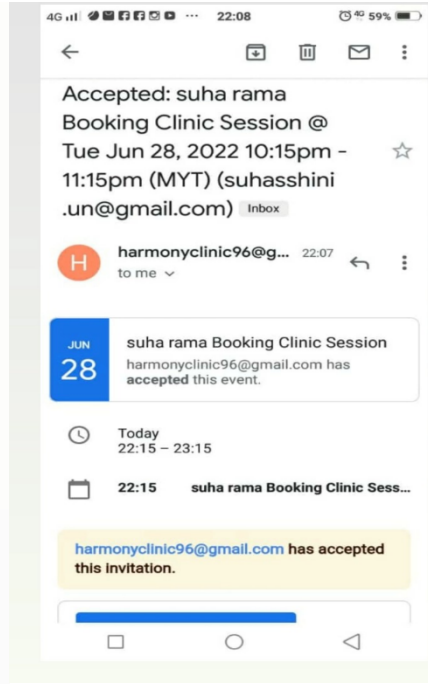 4G 22:08 4G 59%
Accepted: suha rama
Booking Clinic Session @
Tue Jun 28, 2022 10:15pm -
11:15pm (MYT) (suhasshini
.un@gmail.com) Inbox
H
harmonyclinic96@g... 22:07
to me
JUN
28
suha rama Booking Clinic Session
harmonyclinic96@gmail.com has
accepted this event.
Today
22:15 – 23:15
22:15 suha rama Booking Clinic Sess...
harmonyclinic96@gmail.com has accepted
this invitation.